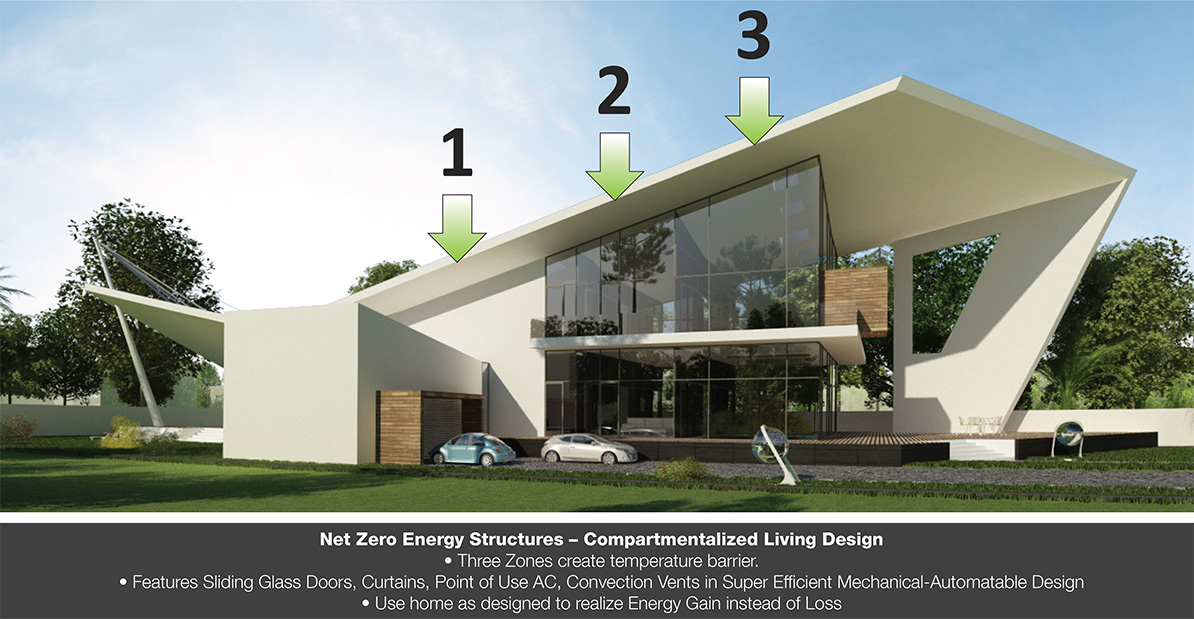 1
2
3
Net Zero Energy Structures – Compartmentalized Living Design
• Three Zones create temperature barrier.
• Features Sliding Glass Doors, Curtains, Point of Use AC, Convection Vents in Super Efficient Mechanical-Automatable Design
• Use home as designed to realize Energy Gain instead of Loss